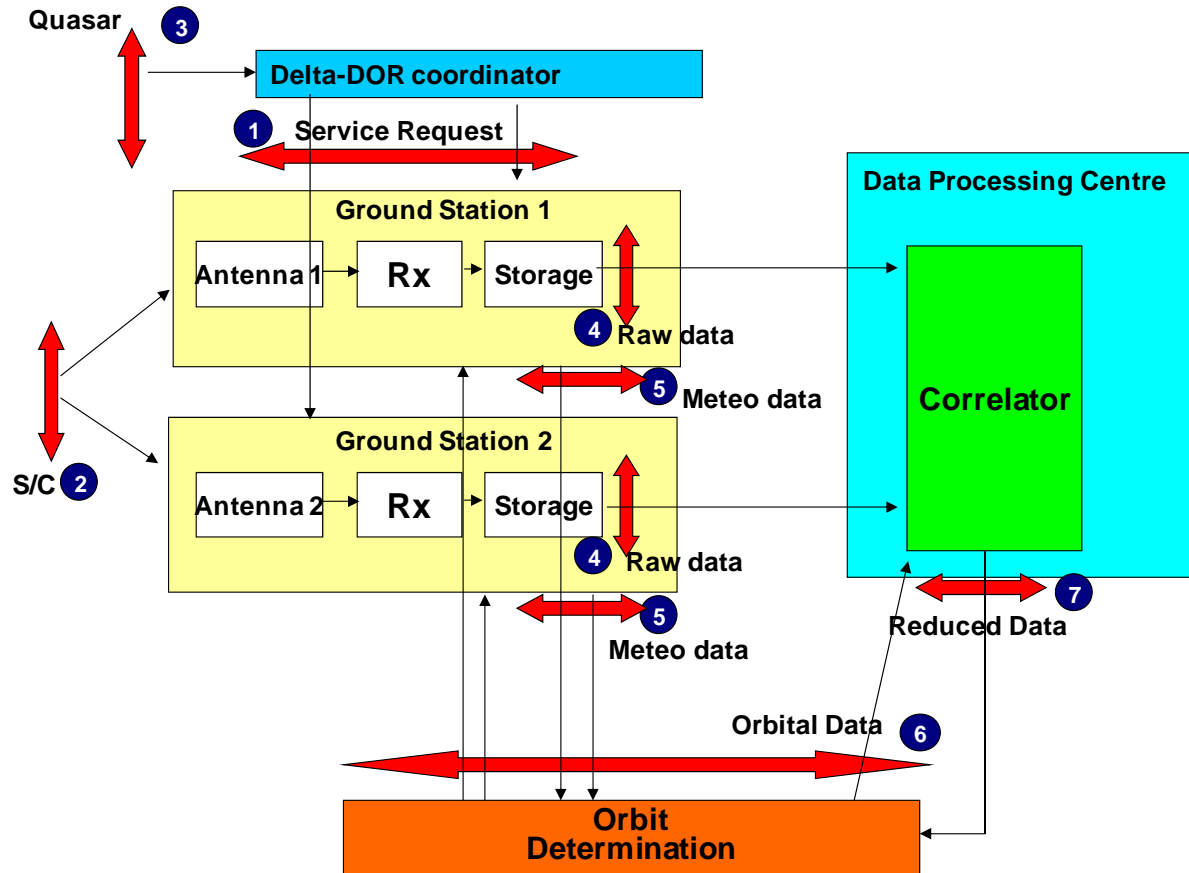 Quasar 3
Delta-DOR coordinator
1 Service Request
Data Processing Centre
Ground Station 1
Antenna 1
Rx
Storage
4 Raw data
5
Meteo data
Correlator
Ground Station 2
S/C 2
Antenna 2
Rx
Storage
4
Raw data
5
Meteo data
7
Reduced Data
Orbital Data 6
Orbit
Determination